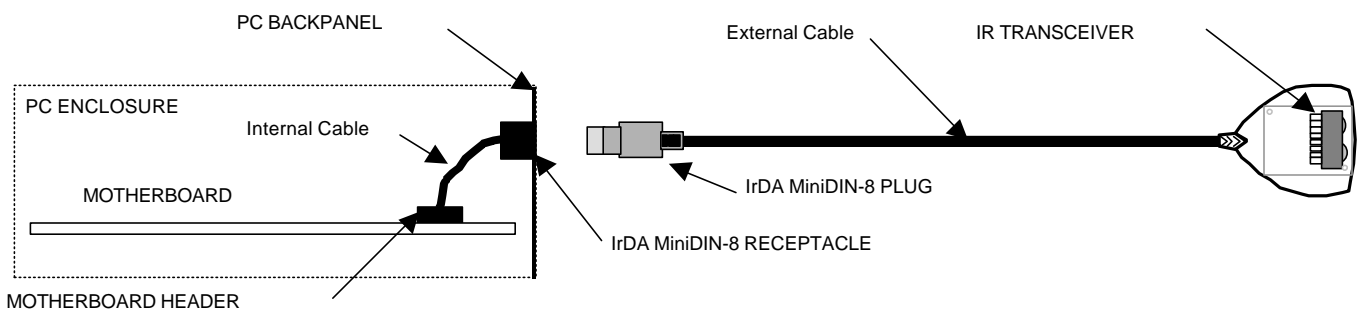 PC BACKPANEL
External Cable
IR TRANSCEIVER
PC ENCLOSURE
Internal Cable
IrDA MiniDIN-8 PLUG
MOTHERBOARD
IrDA MiniDIN-8 RECEPTACLE
MOTHERBOARD HEADER